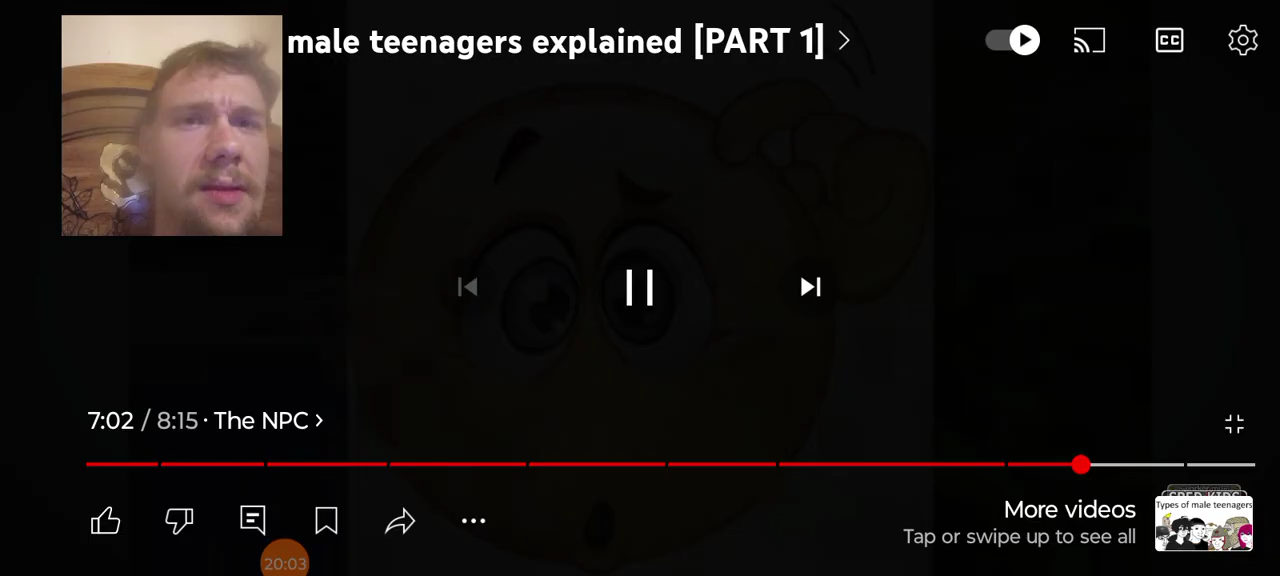 male teenagers explained [PART 1]
CC
7:02 / 8:15 · The NPC
More videos
Tap or swipe up to see all
Types of male teenagers
20:03